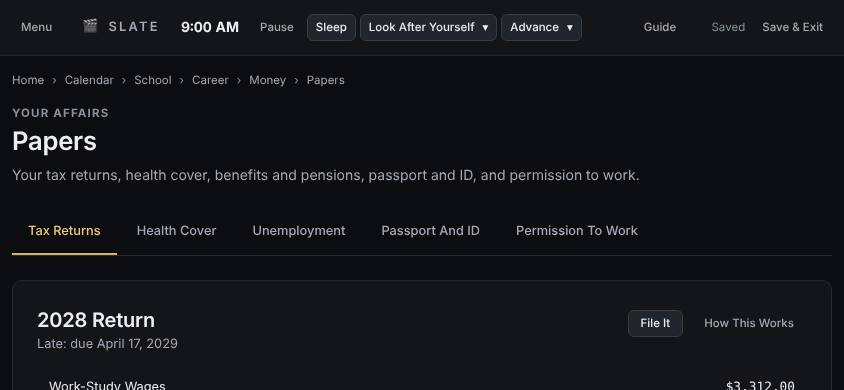 Menu 🎬 SLATE 9:00 AM Pause Sleep Look After Yourself ▾ Advance ▾ Guide Saved Save & Exit
Home › Calendar › School › Career › Money › Papers
YOUR AFFAIRS
Papers
Your tax returns, health cover, benefits and pensions, passport and ID, and permission to work.
Tax Returns Health Cover Unemployment Passport And ID Permission To Work
2028 Return File It How This Works
Late: due April 17, 2029
Work-Study Wages $3,312.00